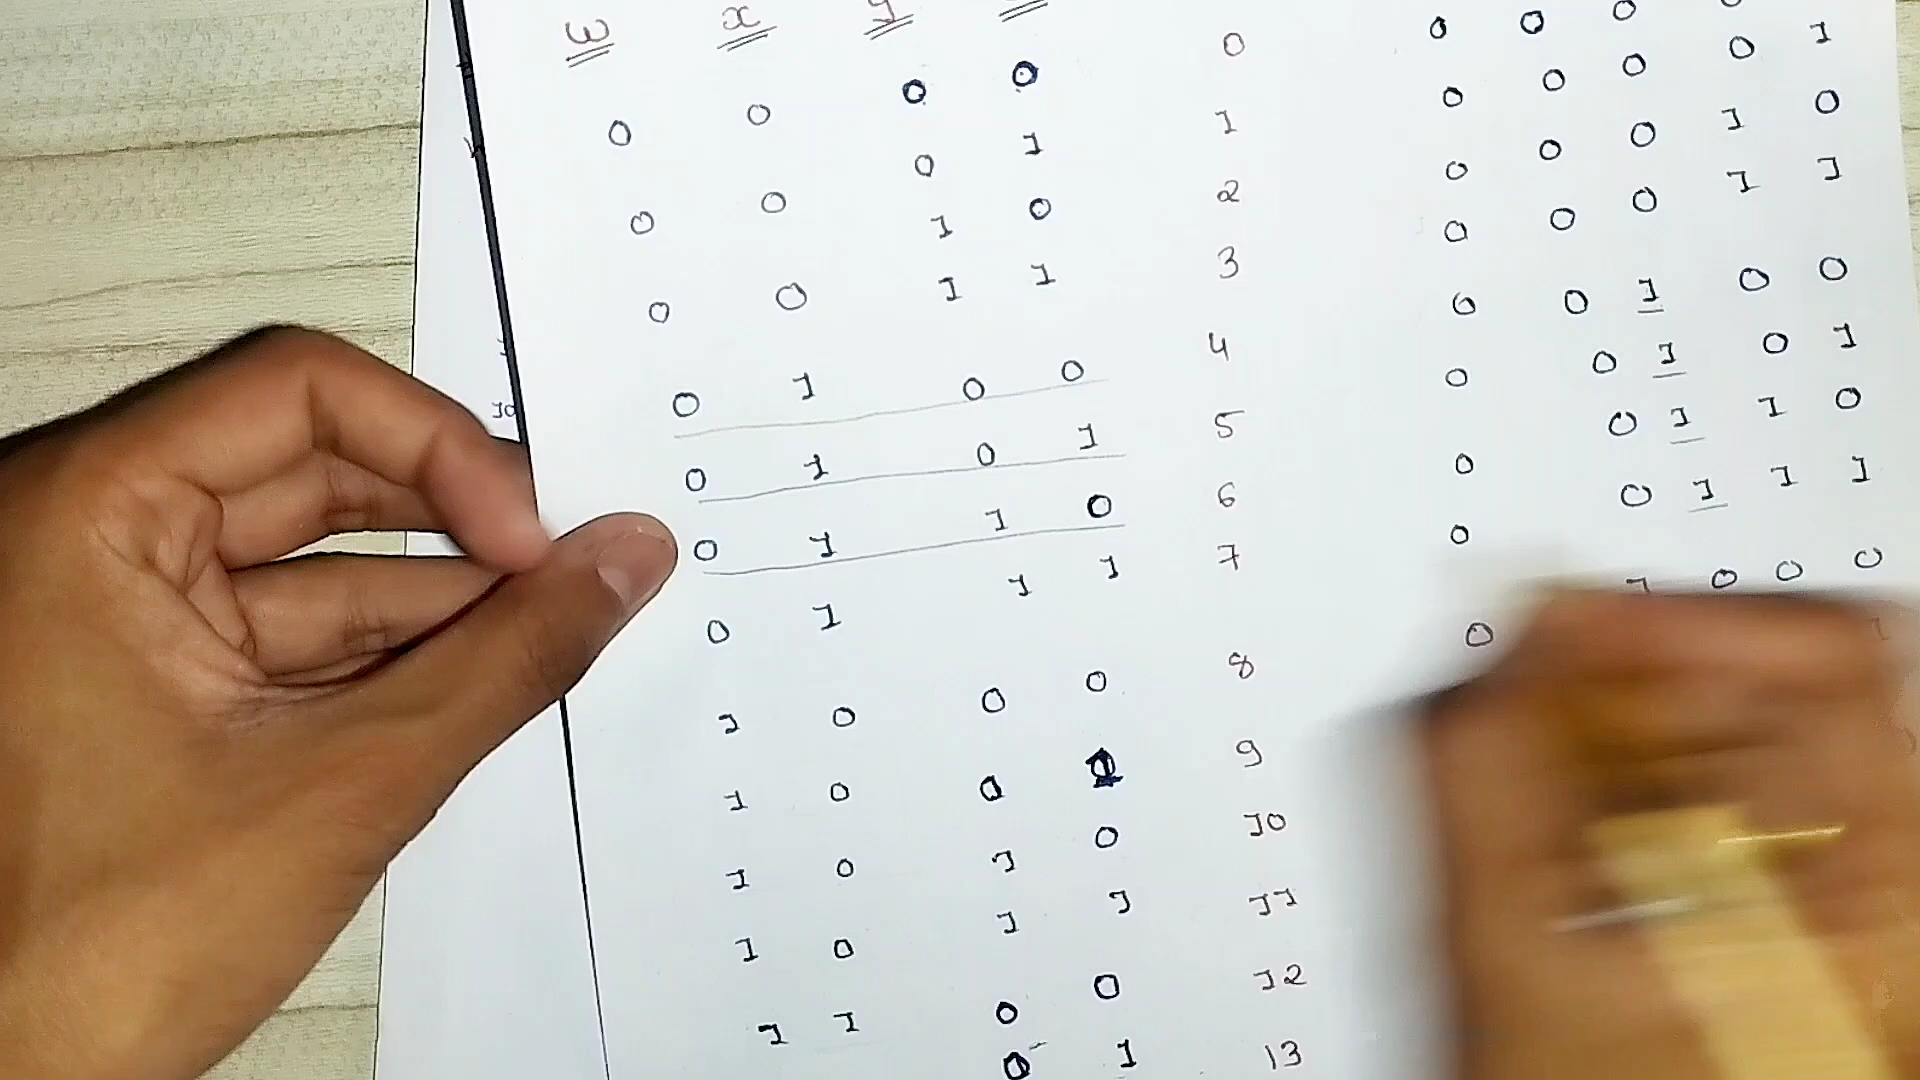 w x y
0 0 0 0 0 0 0 0
0 0 0 1 1 0 0 0 0 1
0 0 1 0 2 0 0 0 1 0
0 0 1 1 3 0 0 0 1 1
0 1 0 0 4 0 0 1 0 0
0 1 0 1 5 0 0 1 0 1
0 1 1 0 6 0 0 1 1 0
0 1 1 1 7 0 0 1 1 1
1 0 0 0 8 0 1 0 0 0
1 0 0 1 9
1 0 1 0 10
1 0 1 1 11
1 1 0 0 12
0 1 13
10